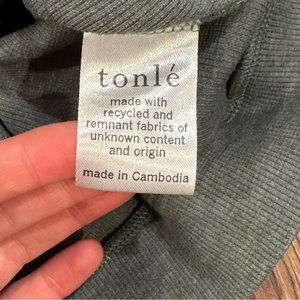 tonlé
made with
recycled and
remnant fabrics of
unknown content
and origin
made in Cambodia